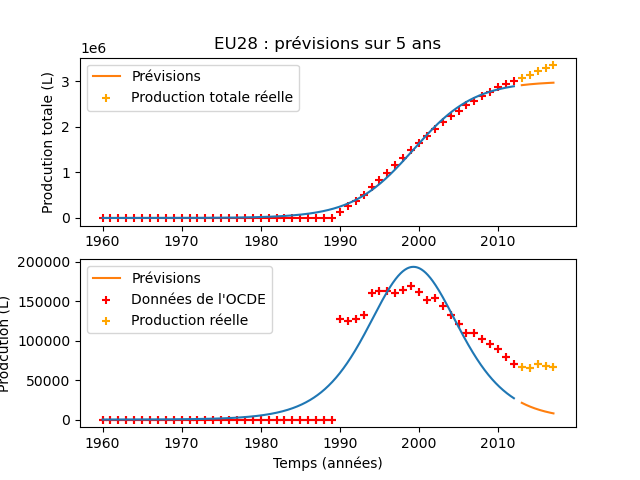 EU28 : prévisions sur 5 ans
1e6
Prodcution totale (L)
3
2
1
0
Prévisions
Production totale réelle
1960 1970 1980 1990 2000 2010
Prodcution (L)
200000
150000
100000
50000
0
Prévisions
Données de l'OCDE
Production réelle
1960 1970 1980 1990 2000 2010
Temps (années)